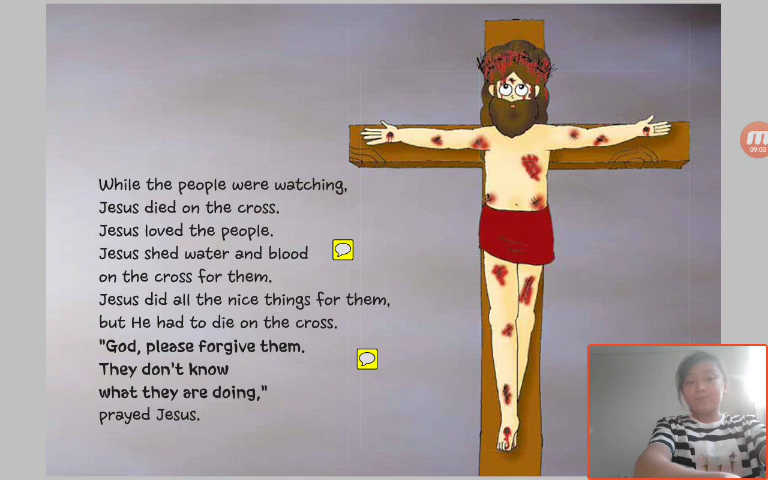 While the people were watching,
Jesus died on the cross.
Jesus loved the people.
Jesus shed water and blood
on the cross for them.
Jesus did all the nice things for them,
but He had to die on the cross.
"God, please forgive them.
They don't know
what they are doing,"
prayed Jesus.
09:03